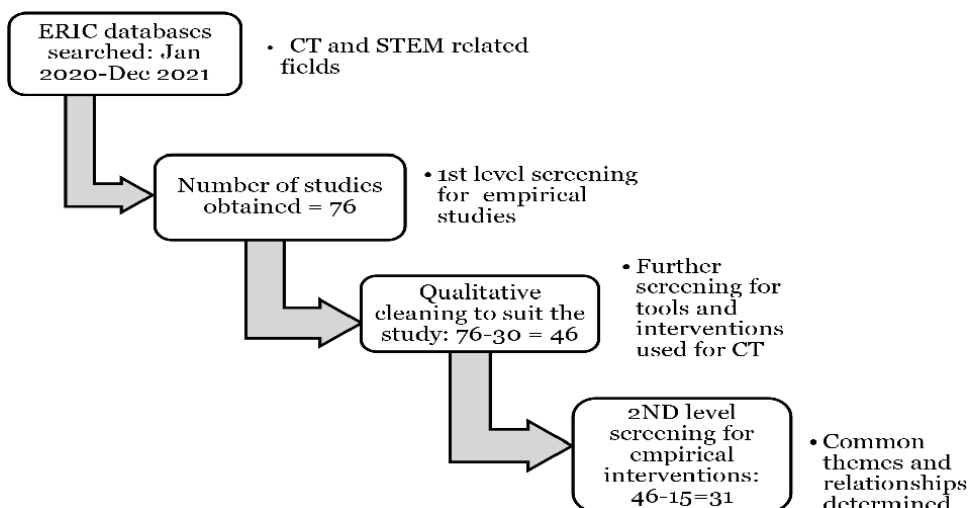 ERIC databases
searched: Jan
2020-Dec 2021
• CT and STEM related
fields
Number of studies
obtained = 76
• 1st level screening
for empirical
studies
Qualitative
cleaning to suit the
study: 76-30 = 46
• Further
screening for
tools and
interventions
used for CT
2ND level
screening for
empirical
interventions:
46-15=31
• Common
themes and
relationships
determined